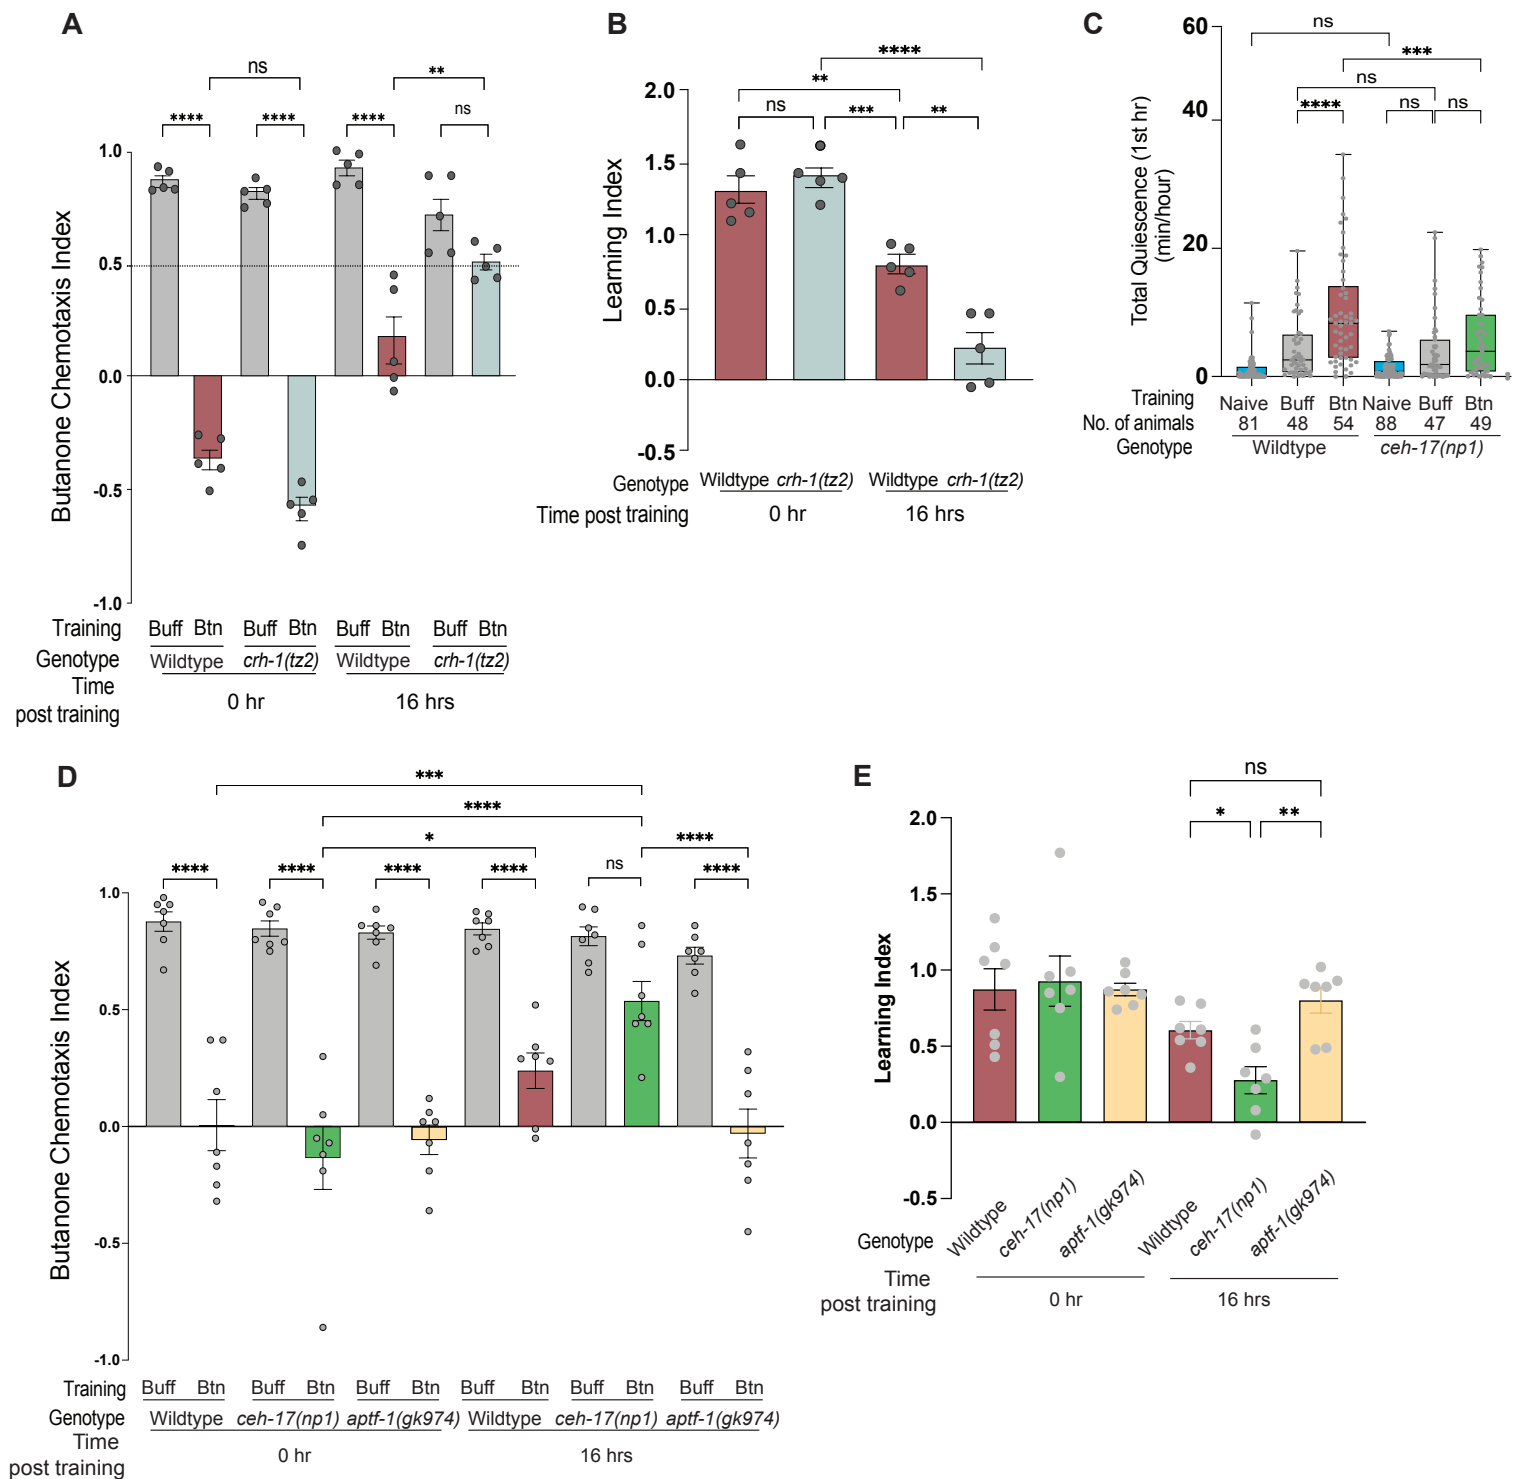 A
ns
**
**** **** **** ns
1.0
0.5
0.0
-0.5
-1.0
Butanone Chemotaxis Index
Training Buff Btn Buff Btn Buff Btn Buff Btn
Genotype Wildtype crh-1(tz2) Wildtype crh-1(tz2)
Time
post training 0 hr 16 hrs
B
****
**
ns *** **
2.0
1.5
1.0
0.5
0.0
-0.5
Learning Index
Genotype Wildtype crh-1(tz2) Wildtype crh-1(tz2)
Time post training 0 hr 16 hrs
C
ns
***
ns
**** ns ns
60
40
20
0
Total Quiescence (1st hr)
(min/hour)
Training Naive Buff Btn Naive Buff Btn
No. of animals 81 48 54 88 47 49
Genotype Wildtype ceh-17(np1)
D
***
****
* ****
**** **** **** **** ns ****
1.0
0.5
0.0
-0.5
-1.0
Butanone Chemotaxis Index
Training Buff Btn Buff Btn Buff Btn Buff Btn Buff Btn Buff Btn
Genotype Wildtype ceh-17(np1) aptf-1(gk974) Wildtype ceh-17(np1) aptf-1(gk974)
Time
post training 0 hr 16 hrs
E
ns
* **
2.0
1.5
1.0
0.5
0.0
-0.5
Learning Index
Genotype Wildtype ceh-17(np1) aptf-1(gk974) Wildtype ceh-17(np1) aptf-1(gk974)
Time
post training 0 hr 16 hrs